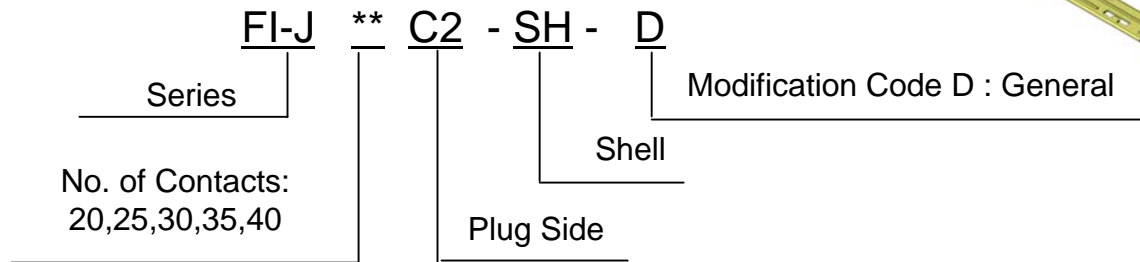 FI-J ** C2 - SH - D
Series
Modification Code D : General
Shell
No. of Contacts:
20,25,30,35,40
Plug Side